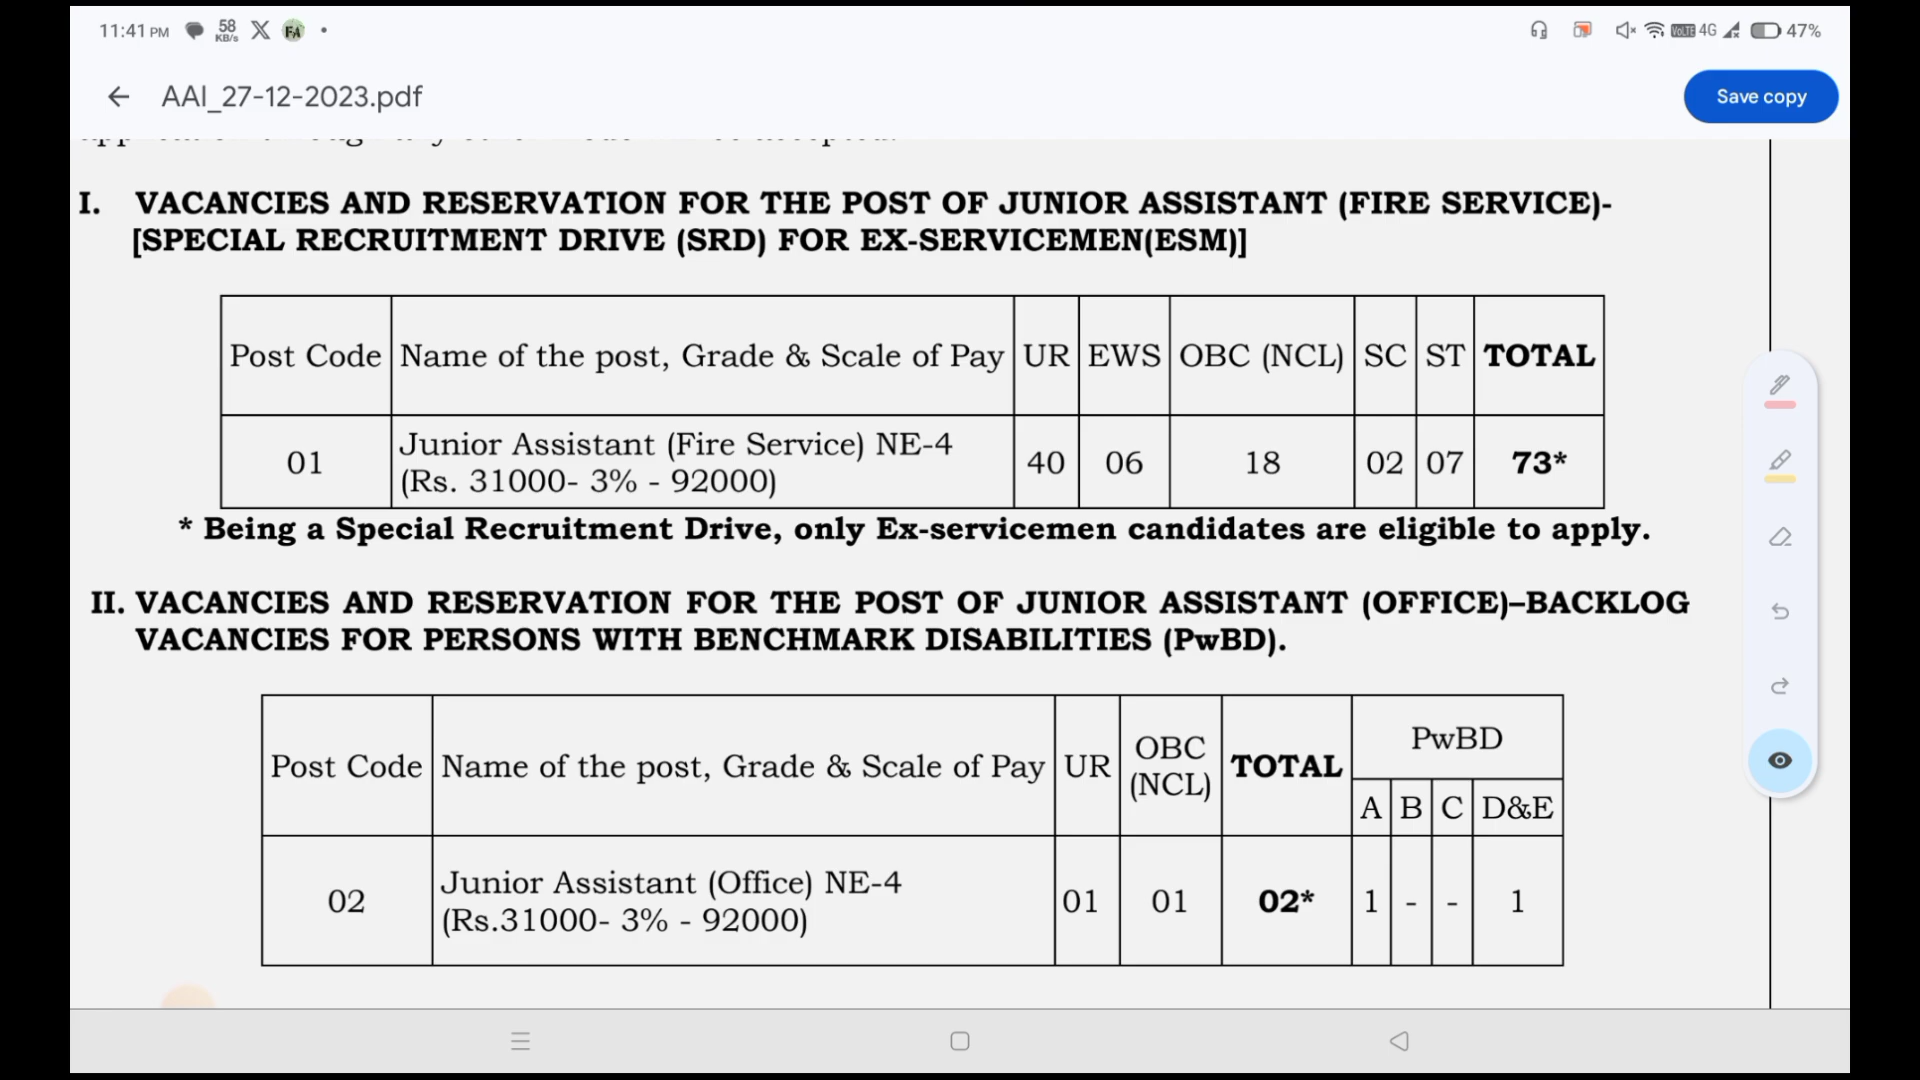 11:41 PM 58 KB/s FA VoLTE 4G 47%
AAI_27-12-2023.pdf
Save copy
I. VACANCIES AND RESERVATION FOR THE POST OF JUNIOR ASSISTANT (FIRE SERVICE)-
[SPECIAL RECRUITMENT DRIVE (SRD) FOR EX-SERVICEMEN(ESM)]
Post Code Name of the post, Grade & Scale of Pay UR EWS OBC (NCL) SC ST TOTAL
01 Junior Assistant (Fire Service) NE-4 40 06 18 02 07 73*
(Rs. 31000- 3% - 92000)
* Being a Special Recruitment Drive, only Ex-servicemen candidates are eligible to apply.
II. VACANCIES AND RESERVATION FOR THE POST OF JUNIOR ASSISTANT (OFFICE)–BACKLOG
VACANCIES FOR PERSONS WITH BENCHMARK DISABILITIES (PwBD).
Post Code Name of the post, Grade & Scale of Pay UR OBC (NCL) TOTAL PwBD
A B C D&E
02 Junior Assistant (Office) NE-4 01 01 02* 1 - - 1
(Rs.31000- 3% - 92000)